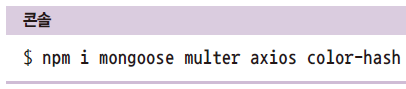 콘솔
$ npm i mongoose multer axios color-hash